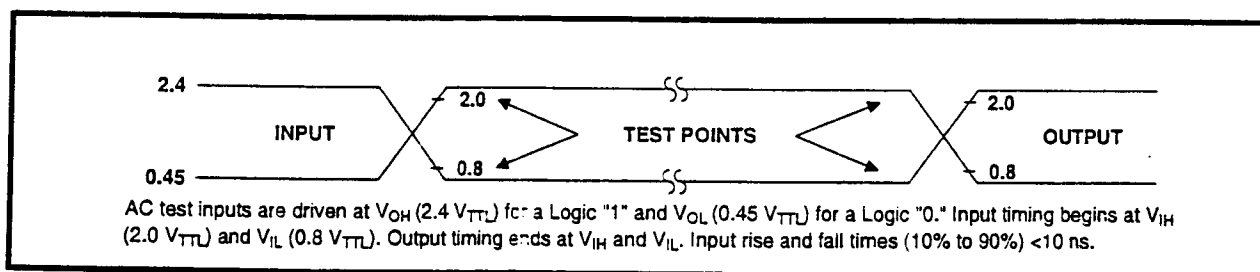 2.4
2.0
2.0
INPUT
TEST POINTS
OUTPUT
0.8
0.8
0.45
AC test inputs are driven at VOH (2.4 VTTL) for a Logic "1" and VOL (0.45 VTTL) for a Logic "0." Input timing begins at VIH
(2.0 VTTL) and VIL (0.8 VTTL). Output timing ends at VIH and VIL. Input rise and fall times (10% to 90%) <10 ns.